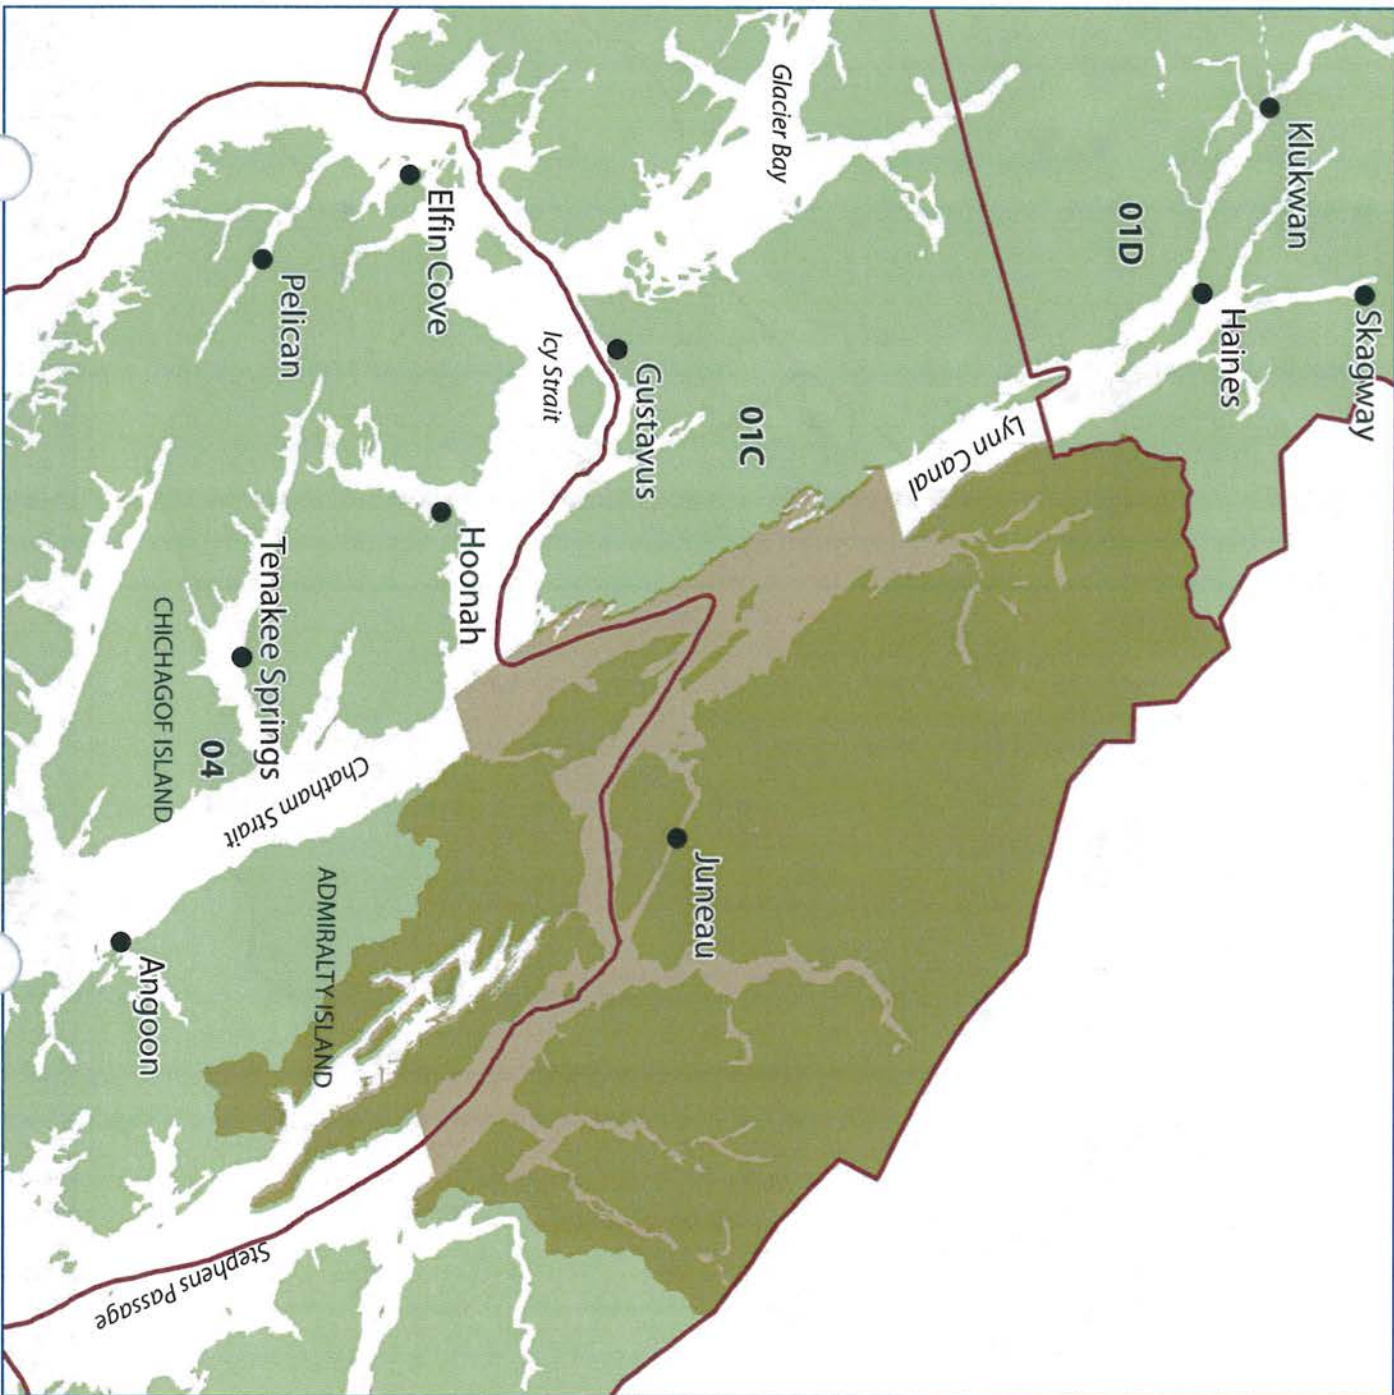 Skagway
Klukwan
Haines
01D
Lynn Canal
Glacier Bay
01C
Gustavus
Juneau
Icy Strait
Elfin Cove
Hoonah
Pelican
Chatham Strait
ADMIRALTY ISLAND
Tenakee Springs
04
CHICHAGOF ISLAND
Angoon
Stephens Passage